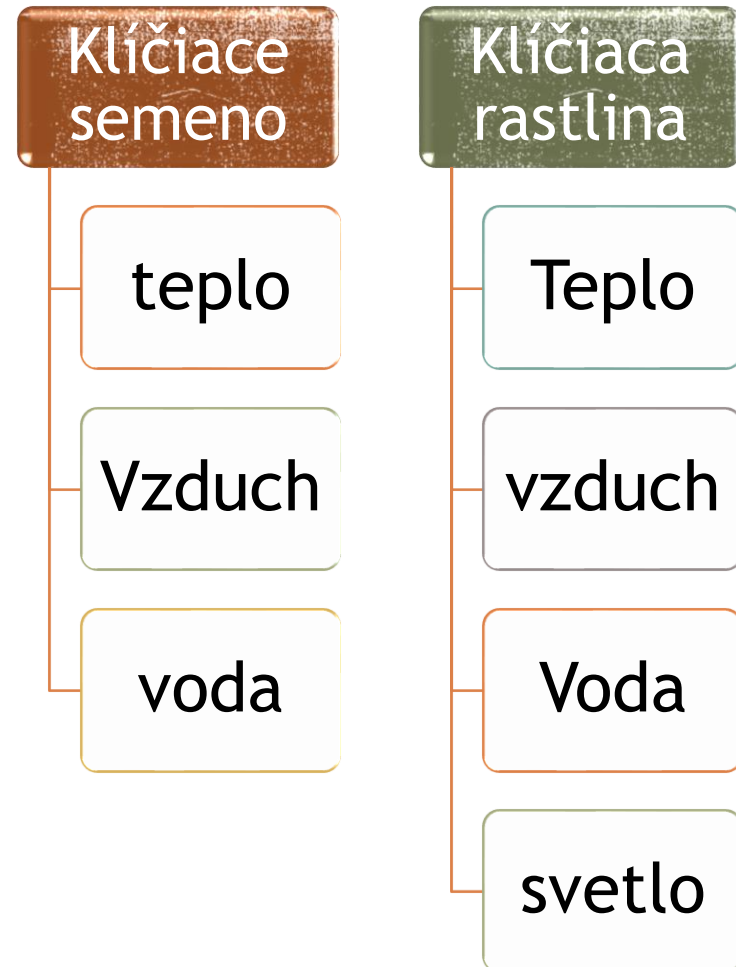 Klíčiace
semeno
teplo
Vzduch
voda
Klíčiaca
rastlina
Teplo
vzduch
Voda
svetlo